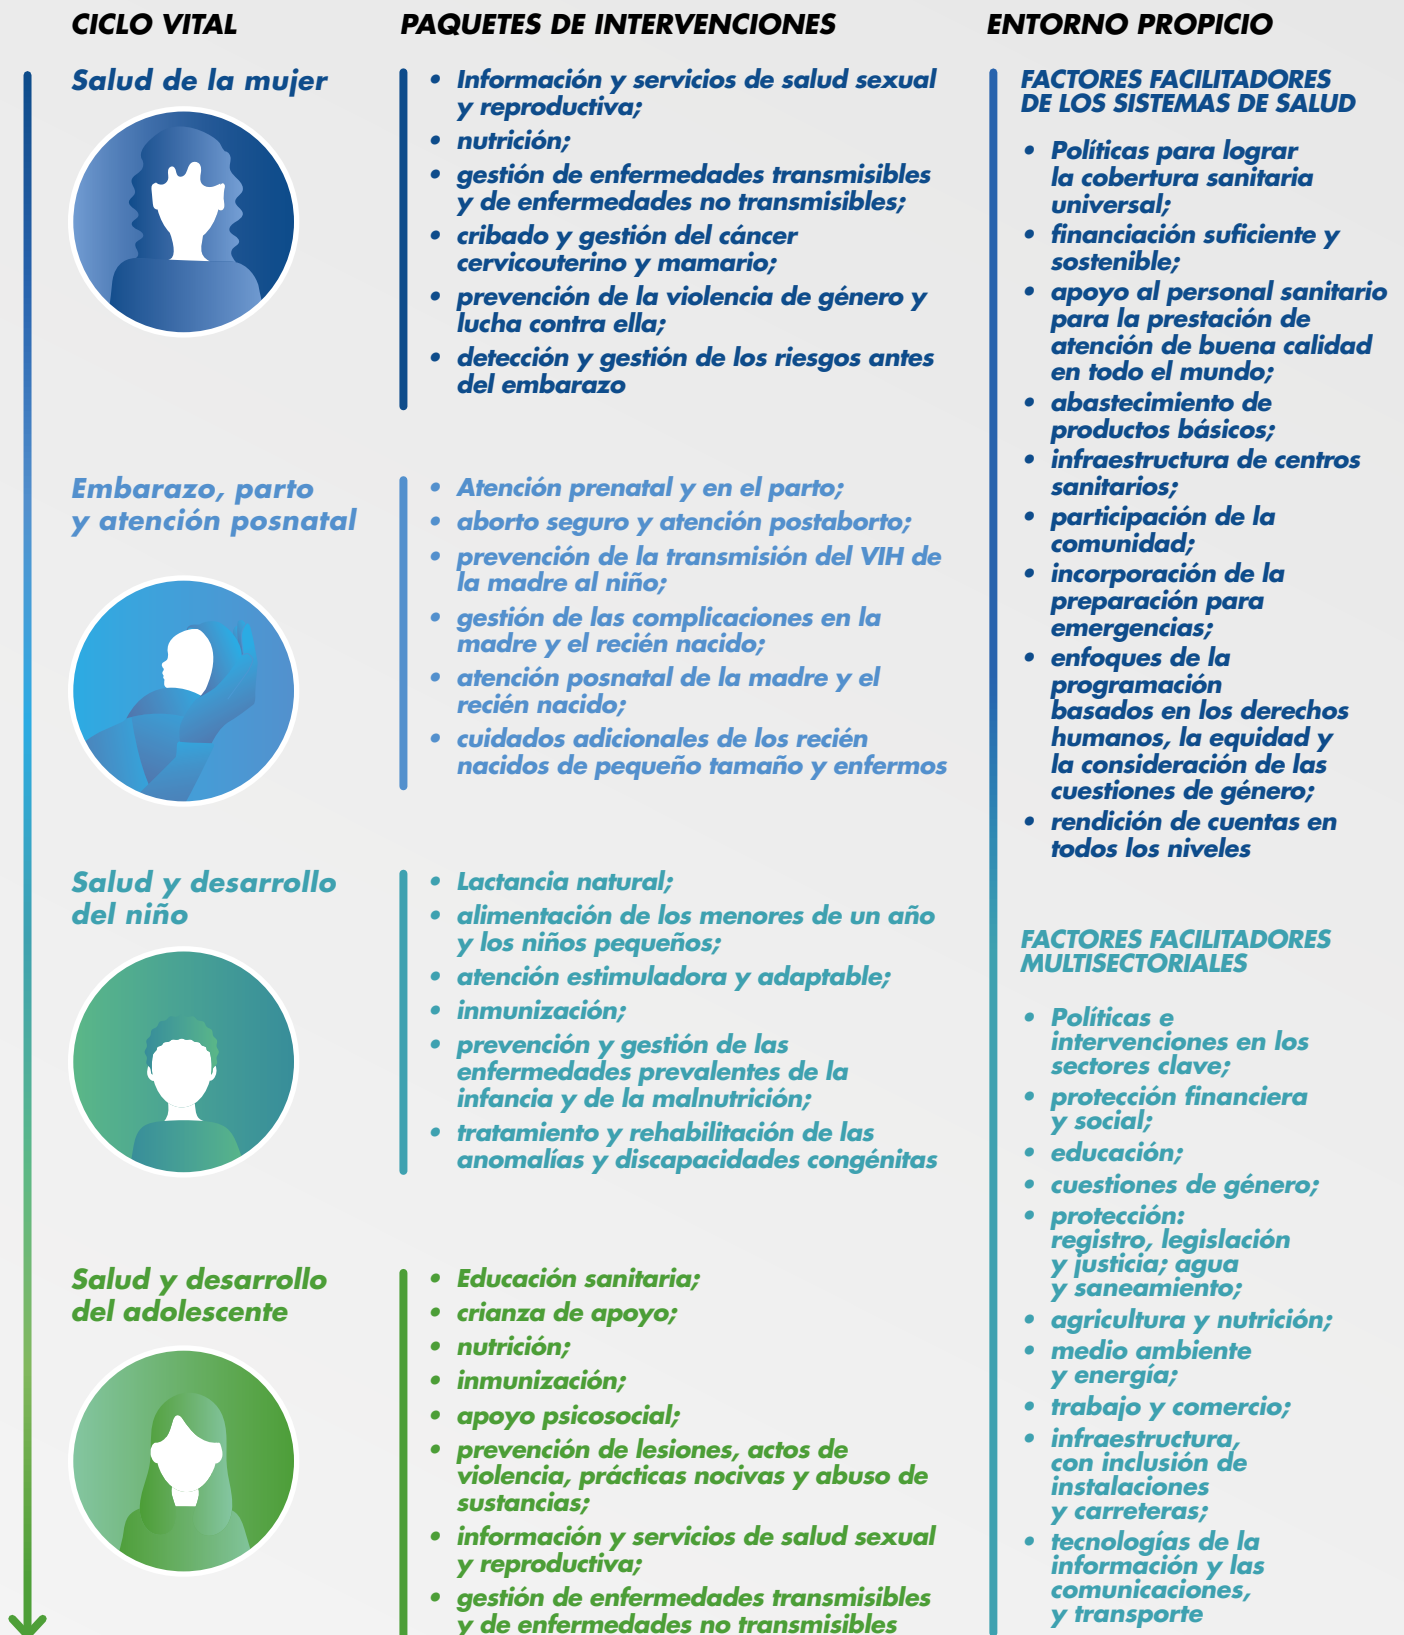 CICLO VITAL
PAQUETES DE INTERVENCIONES
ENTORNO PROPICIO
Salud de la mujer
• Información y servicios de salud sexual
y reproductiva;
• nutrición;
• gestión de enfermedades transmisibles
y de enfermedades no transmisibles;
• cribado y gestión del cáncer
cervicouterino y mamario;
• prevención de la violencia de género y
lucha contra ella;
• detección y gestión de los riesgos antes
del embarazo
Embarazo, parto
y atención posnatal
• Atención prenatal y en el parto;
• aborto seguro y atención postaborto;
• prevención de la transmisión del VIH de
la madre al niño;
• gestión de las complicaciones en la
madre y el recién nacido;
• atención posnatal de la madre y el
recién nacido;
• cuidados adicionales de los recién
nacidos de pequeño tamaño y enfermos
Salud y desarrollo
del niño
• Lactancia natural;
• alimentación de los menores de un año
y los niños pequeños;
• atención estimuladora y adaptable;
• inmunización;
• prevención y gestión de las
enfermedades prevalentes de la
infancia y de la malnutrición;
• tratamiento y rehabilitación de las
anomalías y discapacidades congénitas
Salud y desarrollo
del adolescente
• Educación sanitaria;
• crianza de apoyo;
• nutrición;
• inmunización;
• apoyo psicosocial;
• prevención de lesiones, actos de
violencia, prácticas nocivas y abuso de
sustancias;
• información y servicios de salud sexual
y reproductiva;
• gestión de enfermedades transmisibles
y de enfermedades no transmisibles
FACTORES FACILITADORES
DE LOS SISTEMAS DE SALUD
• Políticas para lograr
la cobertura sanitaria
universal;
• financiación suficiente y
sostenible;
• apoyo al personal sanitario
para la prestación de
atención de buena calidad
en todo el mundo;
• abastecimiento de
productos básicos;
• infraestructura de centros
sanitarios;
• participación de la
comunidad;
• incorporación de la
preparación para
emergencias;
• enfoques de la
programación
basados en los derechos
humanos, la equidad y
la consideración de las
cuestiones de género;
• rendición de cuentas en
todos los niveles
FACTORES FACILITADORES
MULTISECTORIALES
• Políticas e
intervenciones en los
sectores clave;
• protección financiera
y social;
• educación;
• cuestiones de género;
• protección:
registro, legislación
y justicia; agua
y saneamiento;
• agricultura y nutrición;
• medio ambiente
y energía;
• trabajo y comercio;
• infraestructura,
con inclusión de
instalaciones
y carreteras;
• tecnologías de la
información y las
comunicaciones,
y transporte